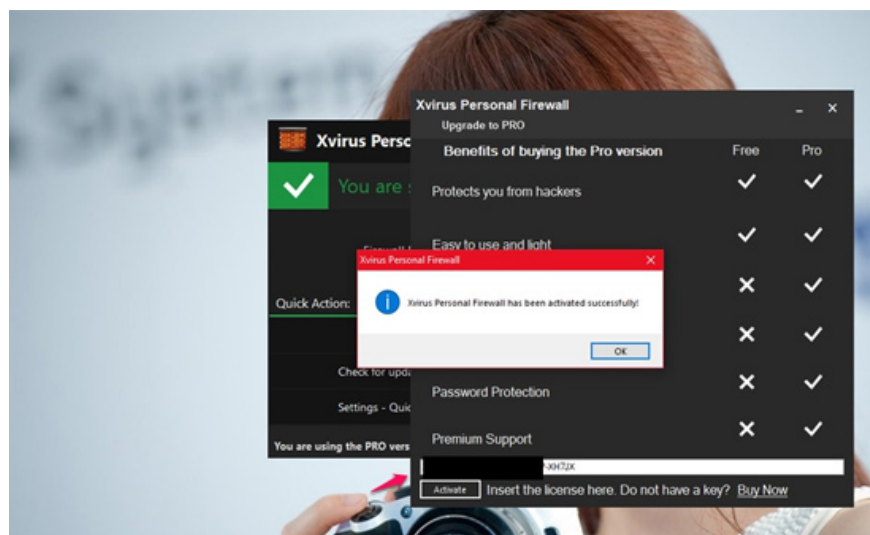 System
Xvirus Personal Firewall
Upgrade to PRO
Xvirus Perso
Benefits of buying the Pro version
Free
Pro
You are s
Protects you from hackers
Easy to use and light
Xvirus Personal Firewall
Quick Action:
Xvirus Personal Firewall has been activated successfully!
OK
Check for upda
Password Protection
Settings - Quic
Premium Support
You are using the PRO vers
-XH7JX
Activate
Insert the license here. Do not have a key? Buy Now